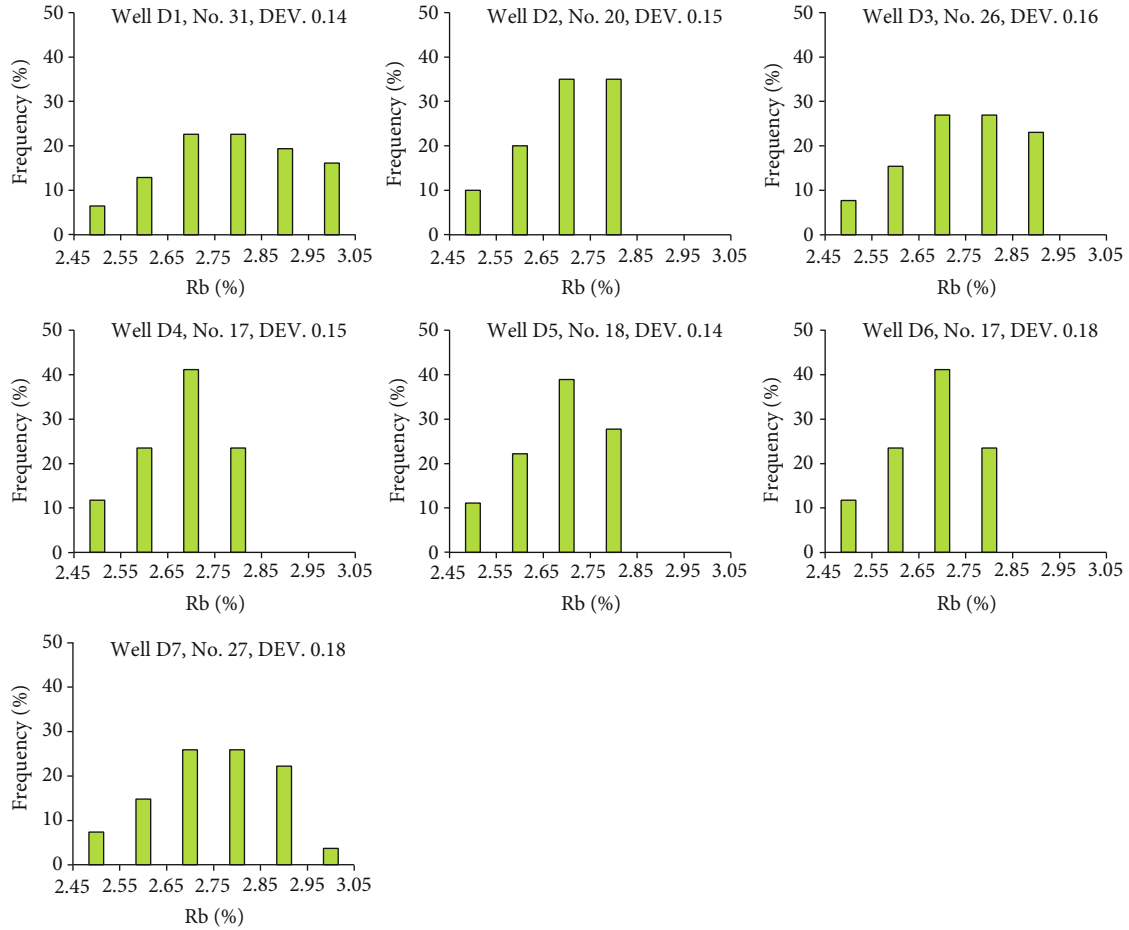 Well D1, No. 31, DEV. 0.14
50
40
30
20
10
0
Frequency (%)
2.45 2.55 2.65 2.75 2.85 2.95 3.05
Rb (%)
Well D2, No. 20, DEV. 0.15
50
40
30
20
10
0
Frequency (%)
2.45 2.55 2.65 2.75 2.85 2.95 3.05
Rb (%)
Well D3, No. 26, DEV. 0.16
50
40
30
20
10
0
Frequency (%)
2.45 2.55 2.65 2.75 2.85 2.95 3.05
Rb (%)
Well D4, No. 17, DEV. 0.15
50
40
30
20
10
0
Frequency (%)
2.45 2.55 2.65 2.75 2.85 2.95 3.05
Rb (%)
Well D5, No. 18, DEV. 0.14
50
40
30
20
10
0
Frequency (%)
2.45 2.55 2.65 2.75 2.85 2.95 3.05
Rb (%)
Well D6, No. 17, DEV. 0.18
50
40
30
20
10
0
Frequency (%)
2.45 2.55 2.65 2.75 2.85 2.95 3.05
Rb (%)
Well D7, No. 27, DEV. 0.18
50
40
30
20
10
0
Frequency (%)
2.45 2.55 2.65 2.75 2.85 2.95 3.05
Rb (%)